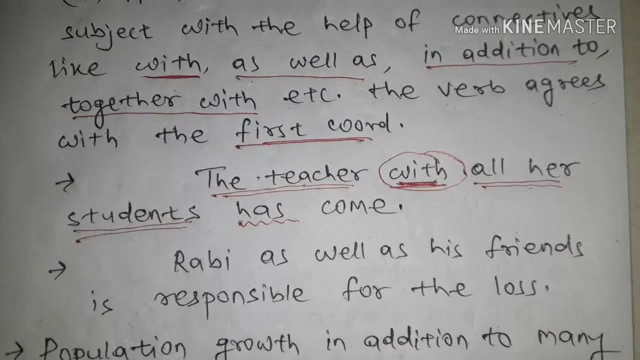 subject with the help of connectives
Made with KINEMASTER
like with, as well as, in addition to,
together with etc. the verb agrees
with the first coord.
→ The teacher with all her
students has come.
→ Rabi as well as his friends
is responsible for the loss.
→ Population growth in addition to many